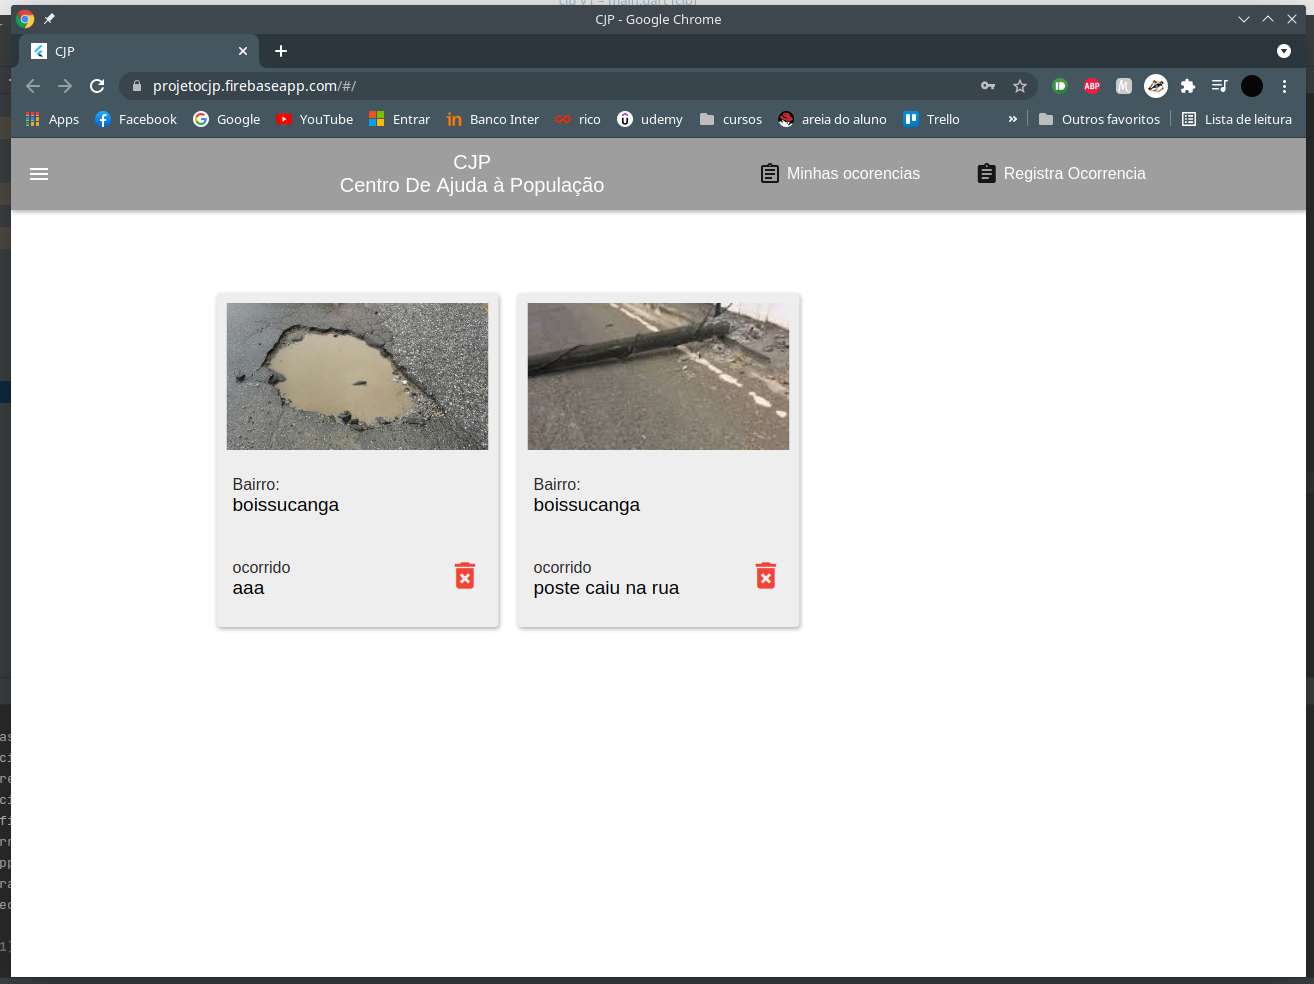 CJP - Google Chrome
CJP
projetocjp.firebaseapp.com/#/
ABP
Apps Facebook Google YouTube Entrar in Banco Inter rico udemy cursos areia do aluno Trello » Outros favoritos Lista de leitura
CJP
Centro De Ajuda à População
Minhas ocorencias
Registra Ocorrencia
Bairro:
boissucanga
ocorrido
aaa
Bairro:
boissucanga
ocorrido
poste caiu na rua